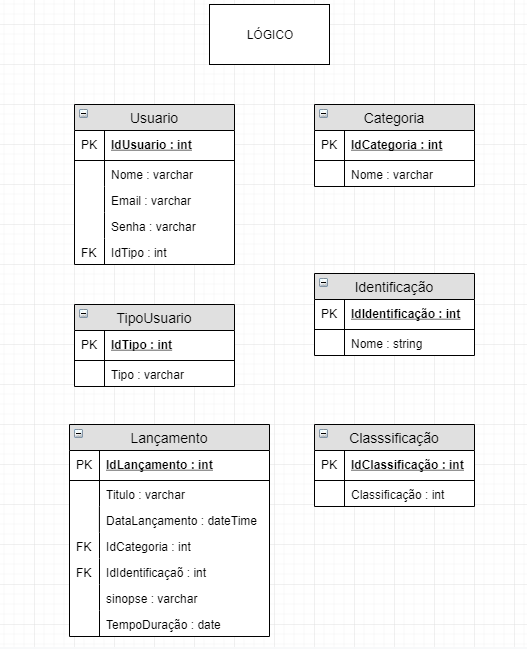 LÓGICO
Usuario
PK IdUsuario : int
Nome : varchar
Email : varchar
Senha : varchar
FK IdTipo : int
TipoUsuario
PK IdTipo : int
Tipo : varchar
Lançamento
PK IdLançamento : int
Titulo : varchar
DataLançamento : dateTime
FK IdCategoria : int
FK IdIdentificaçaõ : int
sinopse : varchar
TempoDuração : date
Categoria
PK IdCategoria : int
Nome : varchar
Identificação
PK IdIdentificação : int
Nome : string
Classsificação
PK IdClassificação : int
Classificação : int